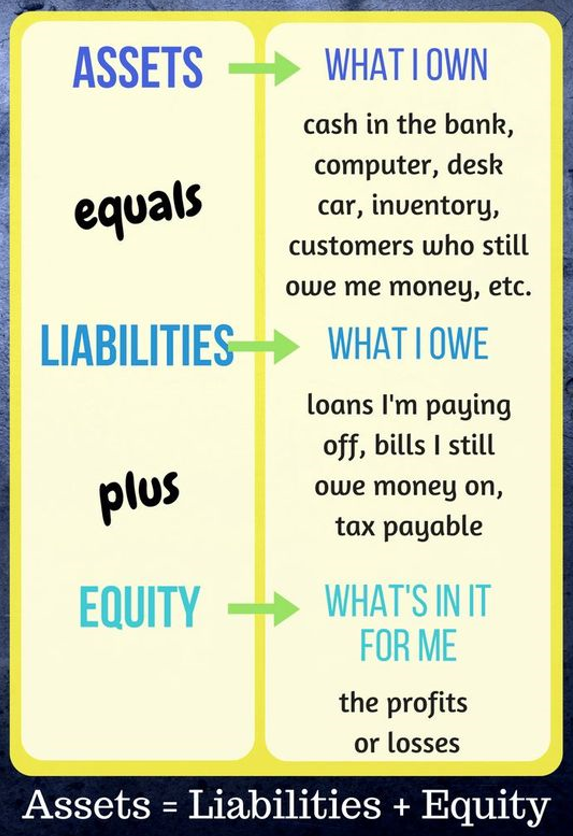 ASSETS
WHAT I OWN
cash in the bank,
computer, desk
car, inventory,
customers who still
owe me money, etc.
equals
LIABILITIES
WHAT I OWE
loans I'm paying
off, bills I still
owe money on,
tax payable
plus
EQUITY
WHAT'S IN IT
FOR ME
the profits
or losses
Assets = Liabilities + Equity